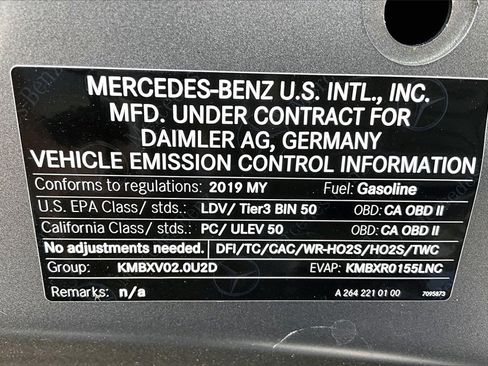 MERCEDES-BENZ U.S. INTL., INC.
MFD. UNDER CONTRACT FOR
DAIMLER AG, GERMANY
VEHICLE EMISSION CONTROL INFORMATION
Conforms to regulations: 2019 MY Fuel: Gasoline
U.S. EPA Class/ stds.: LDV/ Tier3 BIN 50 OBD: CA OBD II
California Class/ stds.: PC/ ULEV 50 OBD: CA OBD II
No adjustments needed. DFI/TC/CAC/WR-HO2S/HO2S/TWC
Group: KMBXV02.0U2D EVAP: KMBXR0155LNC
Remarks: n/a
A 264 221 01 00 7095873